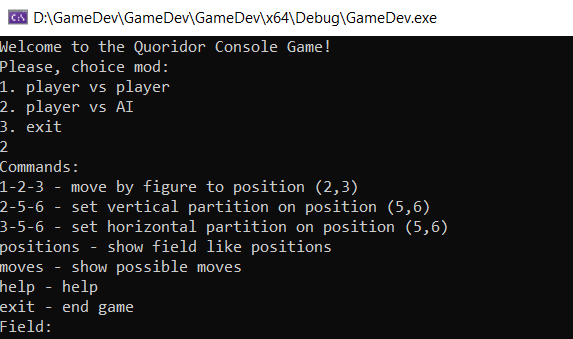 D:\GameDev\GameDev\GameDev\x64\Debug\GameDev.exe
Welcome to the Quoridor Console Game!
Please, choice mod:
1. player vs player
2. player vs AI
3. exit
2
Commands:
1-2-3 - move by figure to position (2,3)
2-5-6 - set vertical partition on position (5,6)
3-5-6 - set horizontal partition on position (5,6)
positions - show field like positions
moves - show possible moves
help - help
exit - end game
Field: